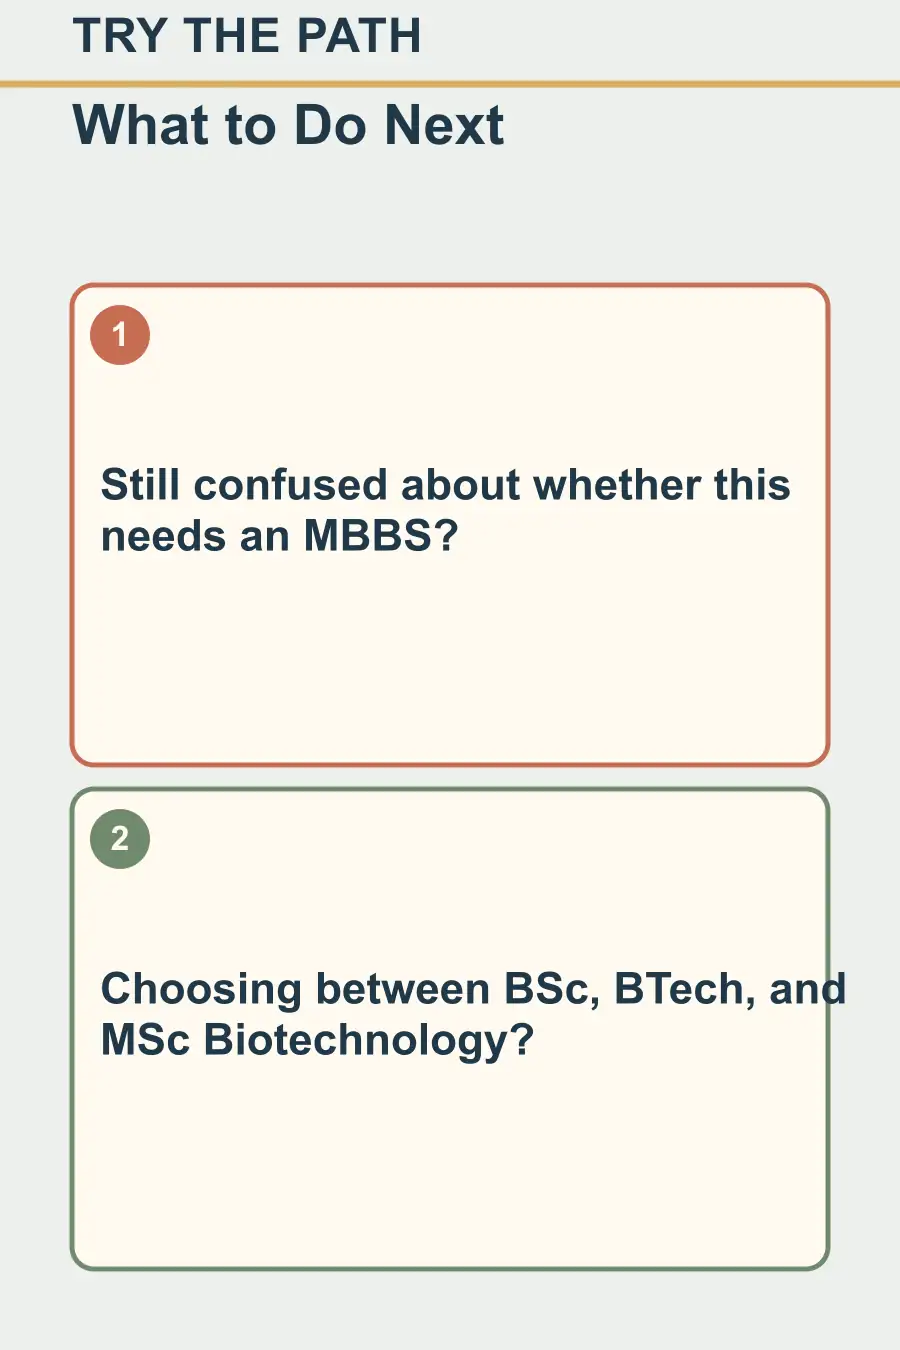 TRY THE PATH
What to Do Next
1
Still confused about whether this
needs an MBBS?
2
Choosing between BSc, BTech, and
MSc Biotechnology?